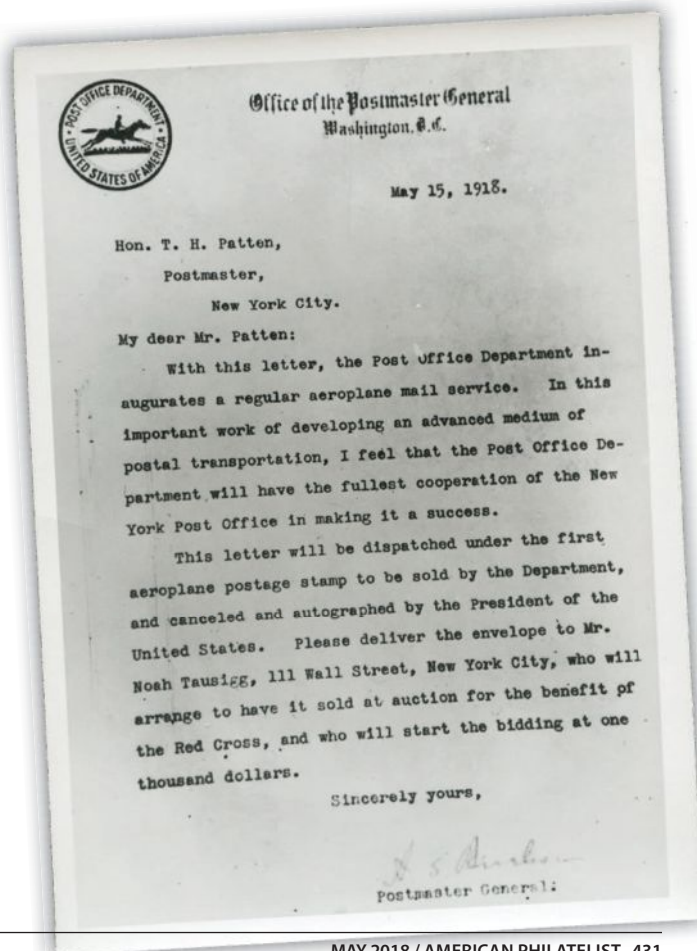 POST OFFICE DEPARTMENT
UNITED STATES OF AMERICA
Office of the Postmaster General
Washington, D.C.
May 15, 1918.
Hon. T. H. Patten,
Postmaster,
New York City.
My dear Mr. Patten:
With this letter, the Post Office Department in-
augurates a regular aeroplane mail service. In this
important work of developing an advanced medium of
postal transportation, I feel that the Post Office De-
partment will have the fullest cooperation of the New
York Post Office in making it a success.
This letter will be dispatched under the first
aeroplane postage stamp to be sold by the Department,
and canceled and autographed by the President of the
United States. Please deliver the envelope to Mr.
Noah Tausigg, 111 Wall Street, New York City, who will
arrange to have it sold at auction for the benefit of
the Red Cross, and who will start the bidding at one
thousand dollars.
Sincerely yours,
Postmaster General.
MAY 2018 / AMERICAN PHILATELIST 431